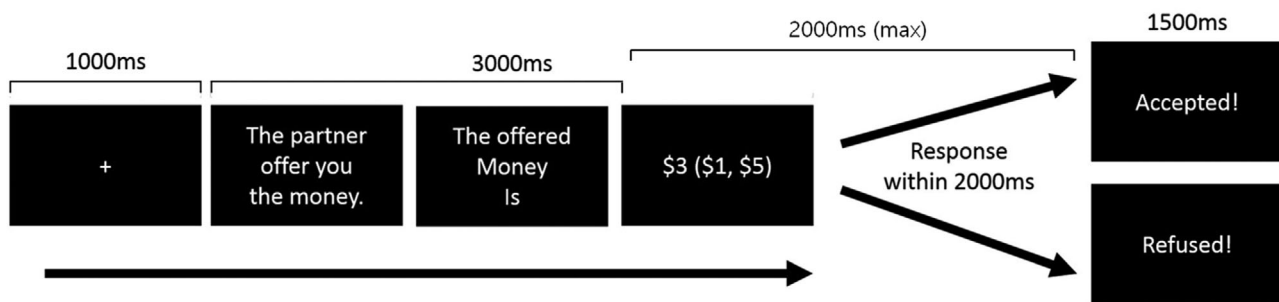 1000ms
3000ms
2000ms (max)
1500ms
+
The partner
offer you
the money.
The offered
Money
Is
$3 ($1, $5)
Response
within 2000ms
Accepted!
Refused!